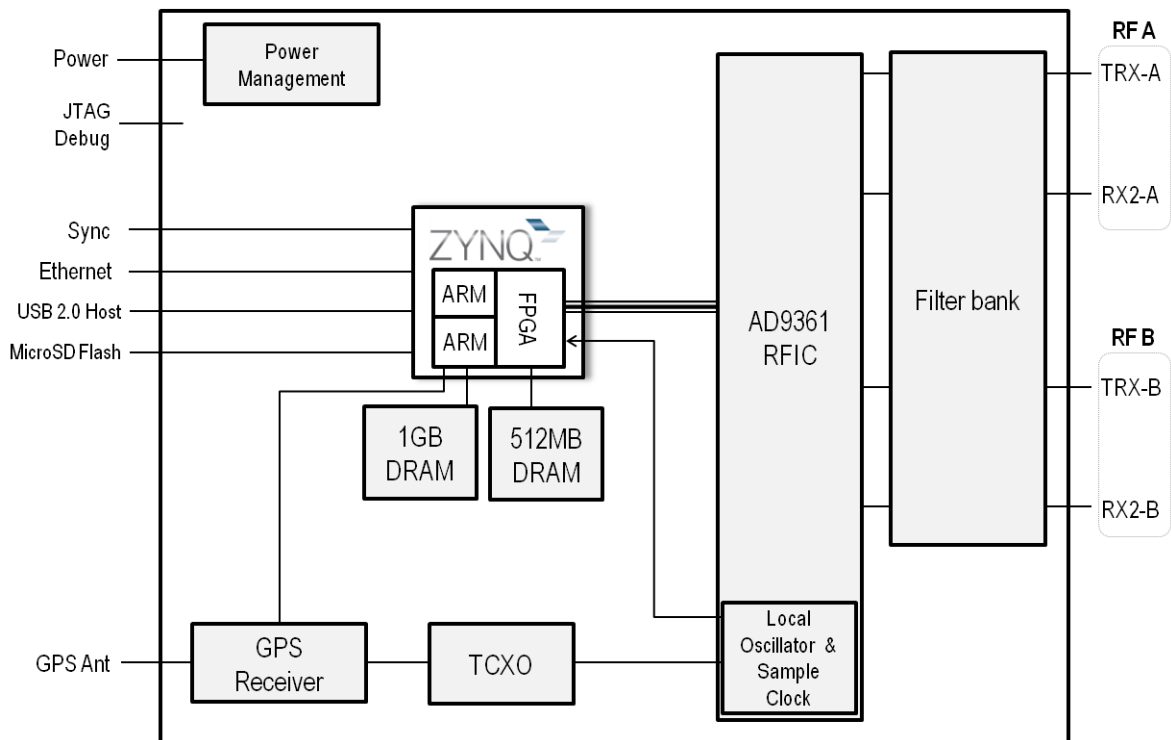 Power
Power
Management
JTAG
Debug
Sync
Ethernet
USB 2.0 Host
MicroSD Flash
ZYNQ™
ARM
ARM
FPGA
1GB
DRAM
512MB
DRAM
GPS Ant
GPS
Receiver
TCXO
AD9361
RFIC
Local
Oscillator &
Sample
Clock
Filter bank
RF A
TRX-A
RX2-A
RF B
TRX-B
RX2-B